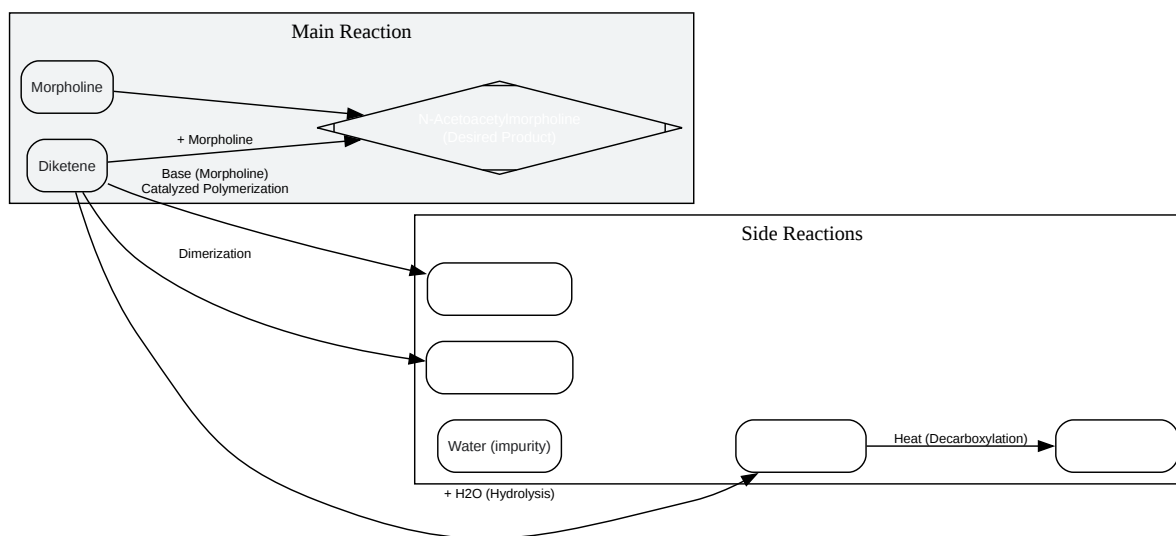 Main Reaction
Morpholine
N-Acetoacetylmorpholine
(Desired Product)
+ Morpholine
Diketene
Base (Morpholine)
Catalyzed Polymerization
Side Reactions
Dimerization
Water (impurity)
Heat (Decarboxylation)
+ H2O (Hydrolysis)